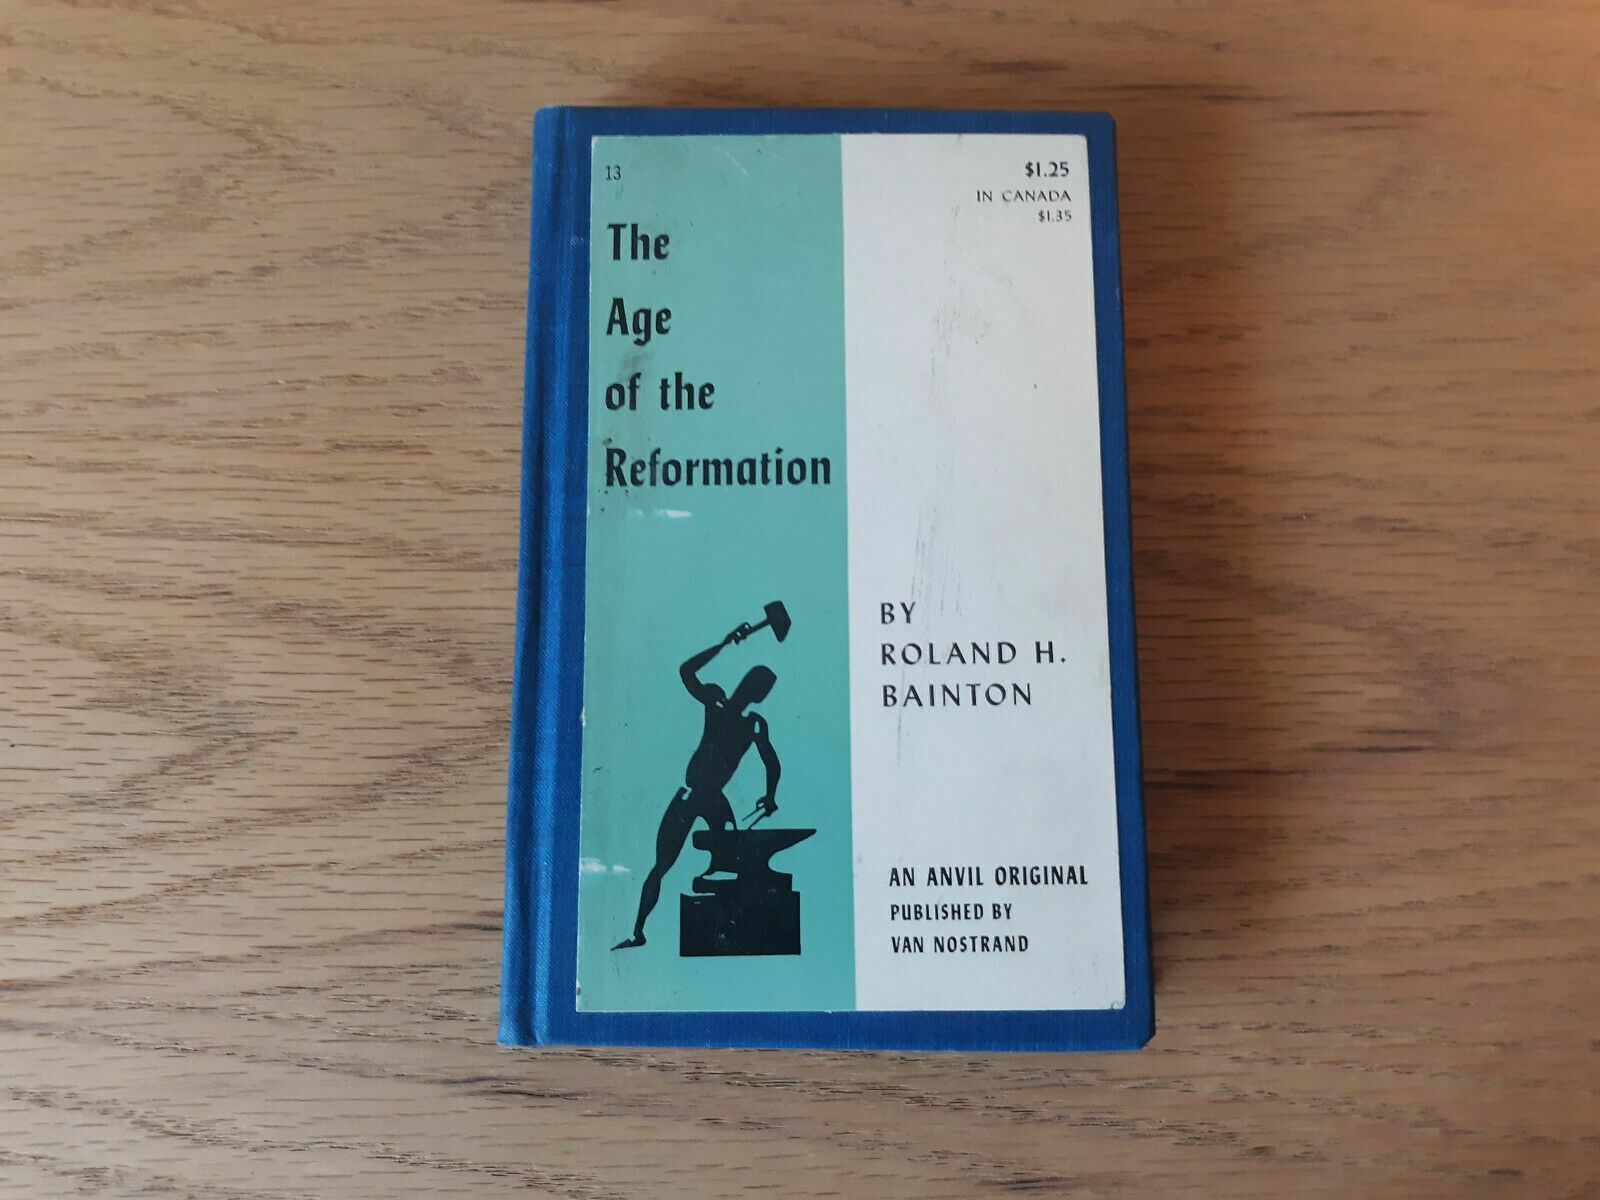 13
The
Age
of the
Reformation
$1.25
IN CANADA
$1.35
BY
ROLAND H.
BAINTON
AN ANVIL ORIGINAL
PUBLISHED BY
VAN NOSTRAND